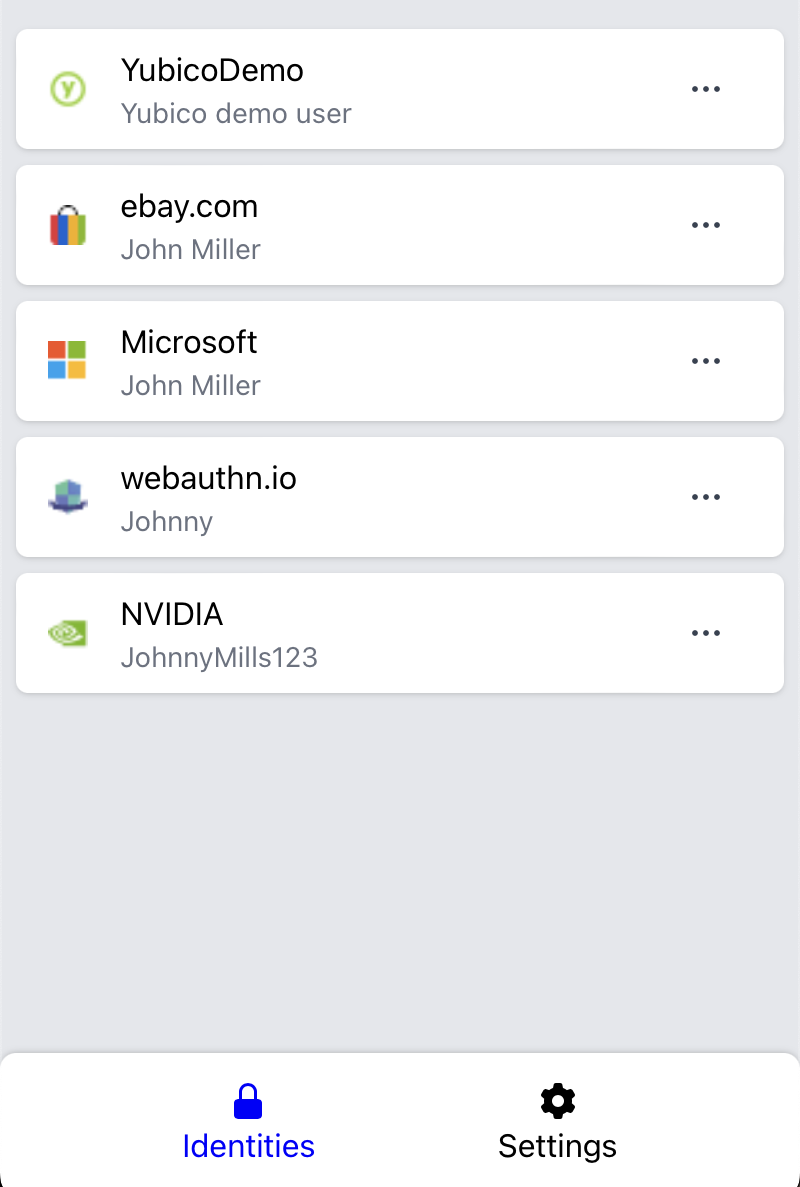 YubicoDemo
Yubico demo user
ebay.com
John Miller
Microsoft
John Miller
webauthn.io
Johnny
NVIDIA
JohnnyMills123
Identities
Settings